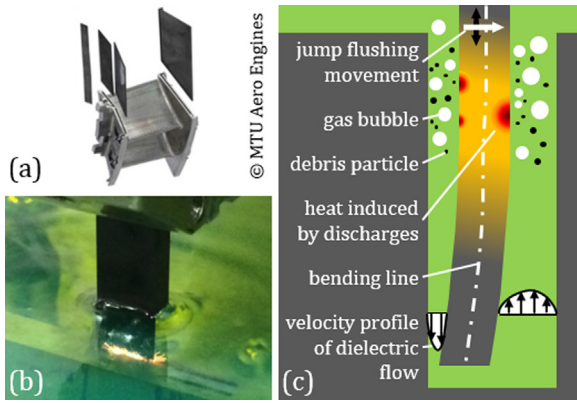 (a)
© MTU Aero Engines
(b)
jump flushing
movement
gas bubble
debris particle
heat induced
by discharges
bending line
velocity profile
of dielectric
flow
(c)